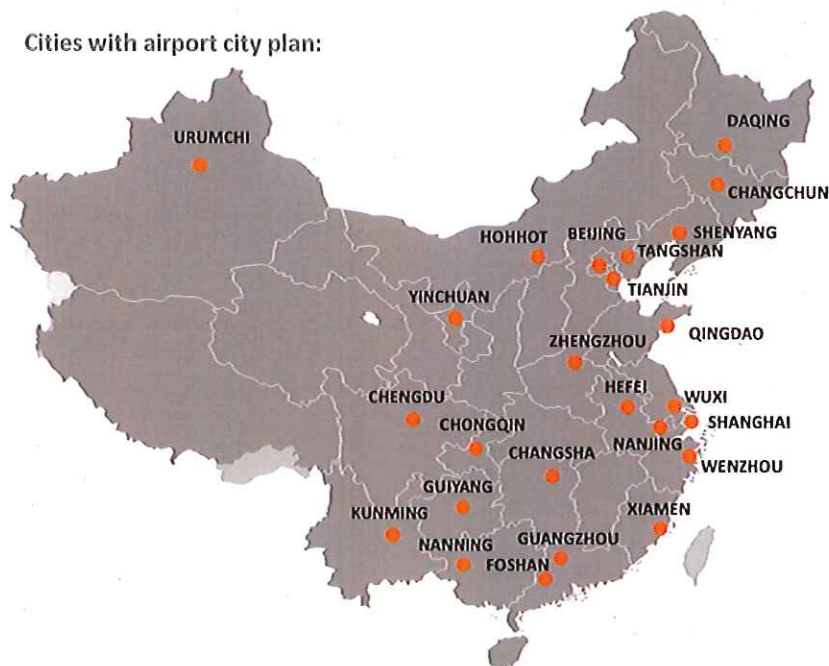 Cities with airport city plan:
URUMCHI
DAQING
CHANGCHUN
SHENYANG
BEIJING
HOHHOT
TANGSHAN
TIANJIN
YINCHUAN
QINGDAO
ZHENGZHOU
CHENGDU
HEFEI
WUXI
SHANGHAI
CHONGQIN
NANJING
CHANGSHA
WENZHOU
GUIYANG
KUNMING
XIAMEN
GUANGZHOU
NANNING
FOSHAN